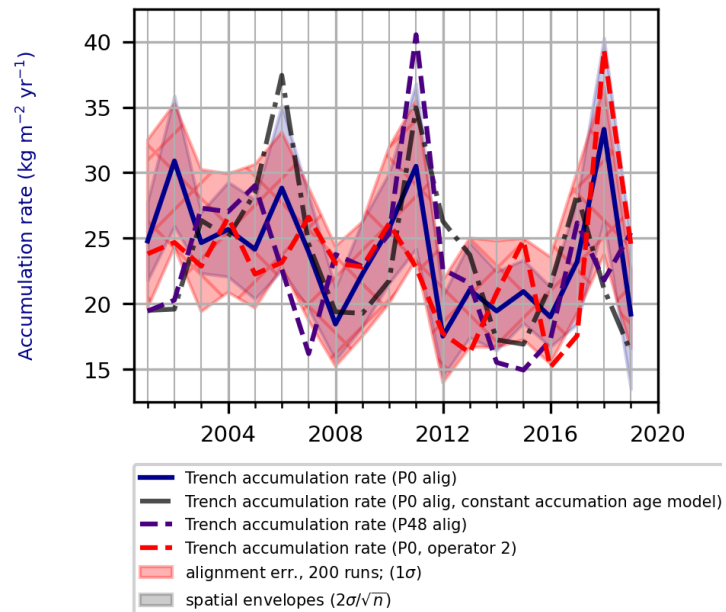 Accumulation rate (kg m⁻² yr⁻¹)
40
35
30
25
20
15
2004
2008
2012
2016
2020
Trench accumulation rate (P0 alig)
Trench accumulation rate (P0 alig, constant accumation age model)
Trench accumulation rate (P48 alig)
Trench accumulation rate (P0, operator 2)
alignment err., 200 runs; (1σ)
spatial envelopes (2σ/√n)